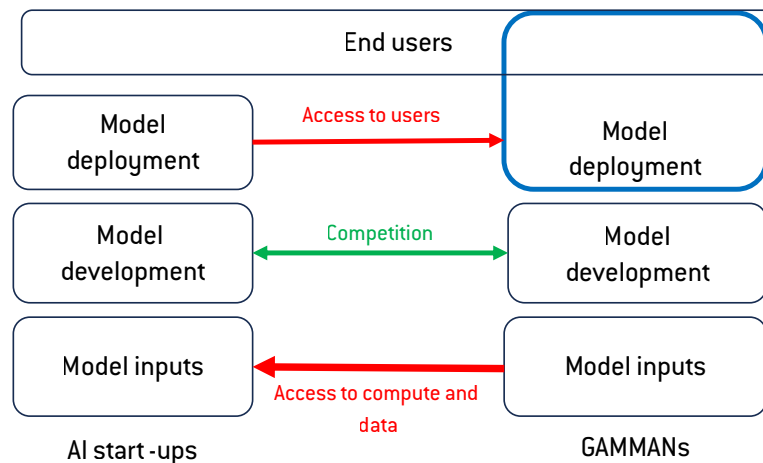 End users
Access to users
Model
deployment
Model
deployment
Competition
Model
development
Model
development
Model inputs
Model inputs
Access to compute and
data
AI start -ups
GAMMANs